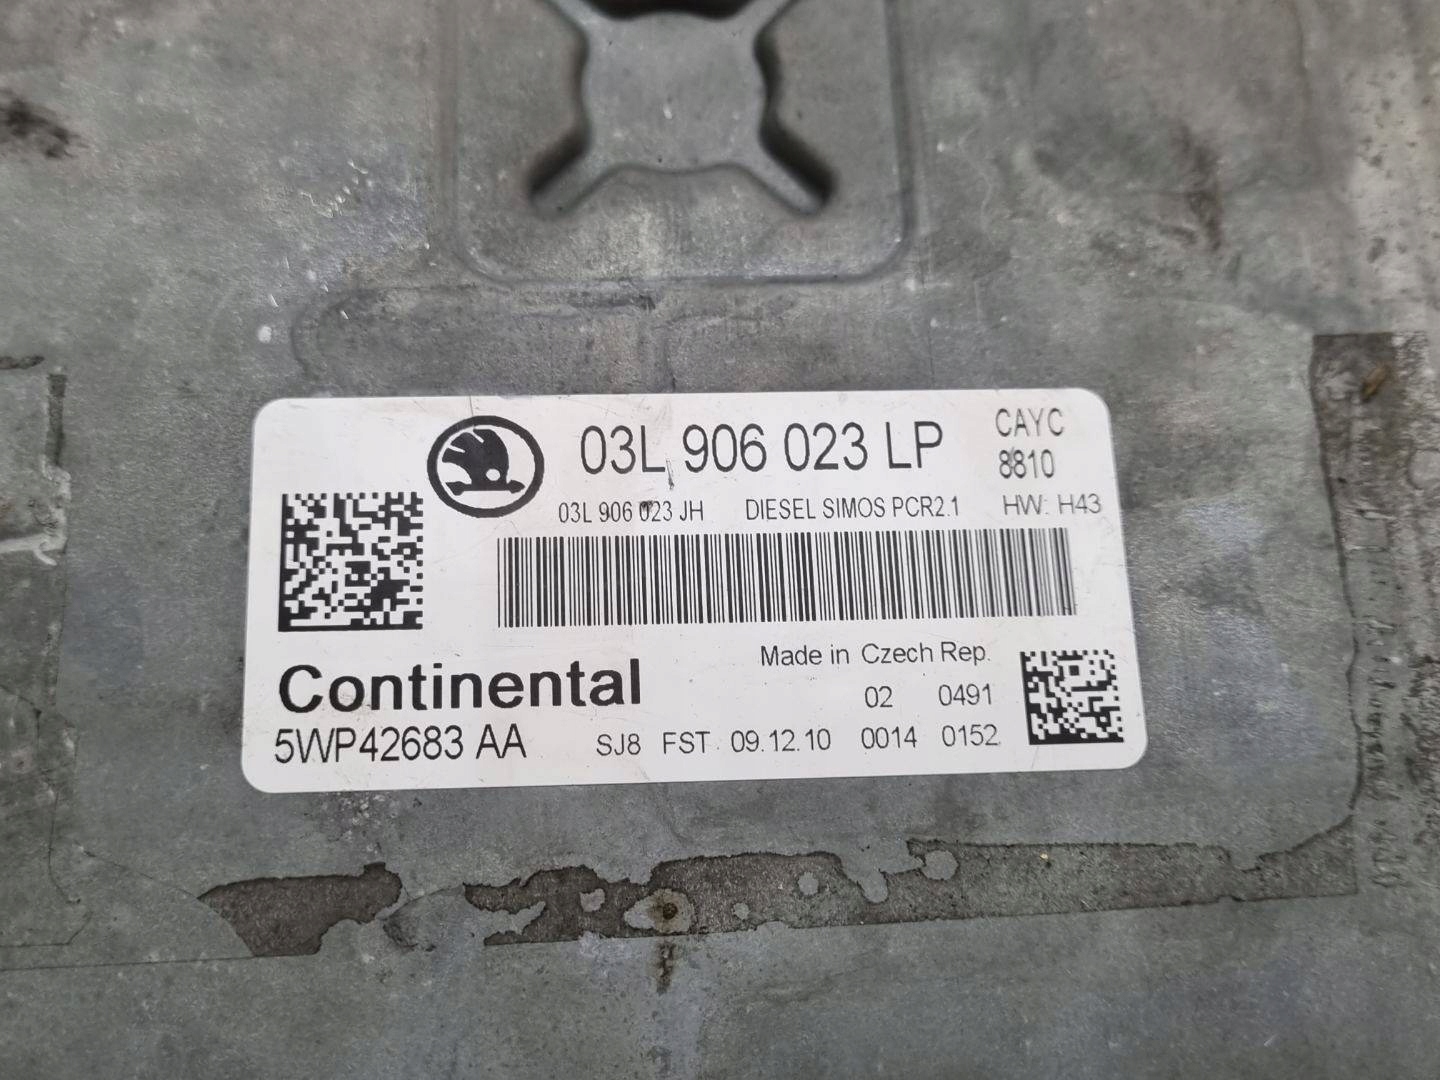 03L 906 023 LP
CAYC
8810
03L 906 023 JH DIESEL SIMOS PCR2.1 HW: H43
Made in Czech Rep.
Continental
02 0491
5WP42683 AA SJ8 FST 09.12.10 0014 0152